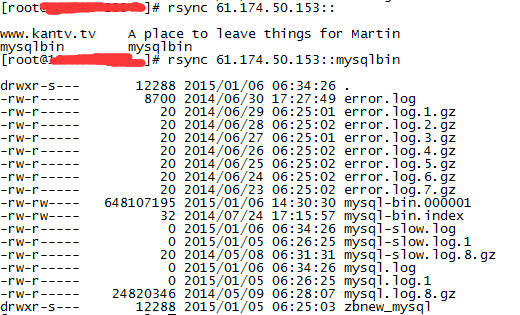 [root@ ]# rsync 61.174.50.153::
www.kantv.tv    A place to leave things for Martin
mysqlbin        mysqlbin
[root@1 ]# rsync 61.174.50.153::mysqlbin
drwxr-s---       12288 2015/01/06 06:34:26 .
-rw-r-----        8700 2014/06/30 17:27:49 error.log
-rw-r-----          20 2014/06/29 06:25:01 error.log.1.gz
-rw-r-----          20 2014/06/28 06:25:02 error.log.2.gz
-rw-r-----          20 2014/06/27 06:25:01 error.log.3.gz
-rw-r-----          20 2014/06/26 06:25:02 error.log.4.gz
-rw-r-----          20 2014/06/25 06:25:02 error.log.5.gz
-rw-r-----          20 2014/06/24 06:25:02 error.log.6.gz
-rw-r-----          20 2014/06/23 06:25:02 error.log.7.gz
-rw-rw----   648107195 2015/01/06 14:30:30 mysql-bin.000001
-rw-rw----          32 2014/07/24 17:15:57 mysql-bin.index
-rw-r-----           0 2015/01/06 06:34:26 mysql-slow.log
-rw-r-----           0 2015/01/05 06:26:25 mysql-slow.log.1
-rw-r-----          20 2014/05/08 06:31:31 mysql-slow.log.8.gz
-rw-r-----           0 2015/01/06 06:34:26 mysql.log
-rw-r-----           0 2015/01/05 06:26:25 mysql.log.1
-rw-r-----    24820346 2014/05/09 06:28:07 mysql.log.8.gz
drwxr-s---       12288 2015/01/05 06:25:03 zbnew_mysql